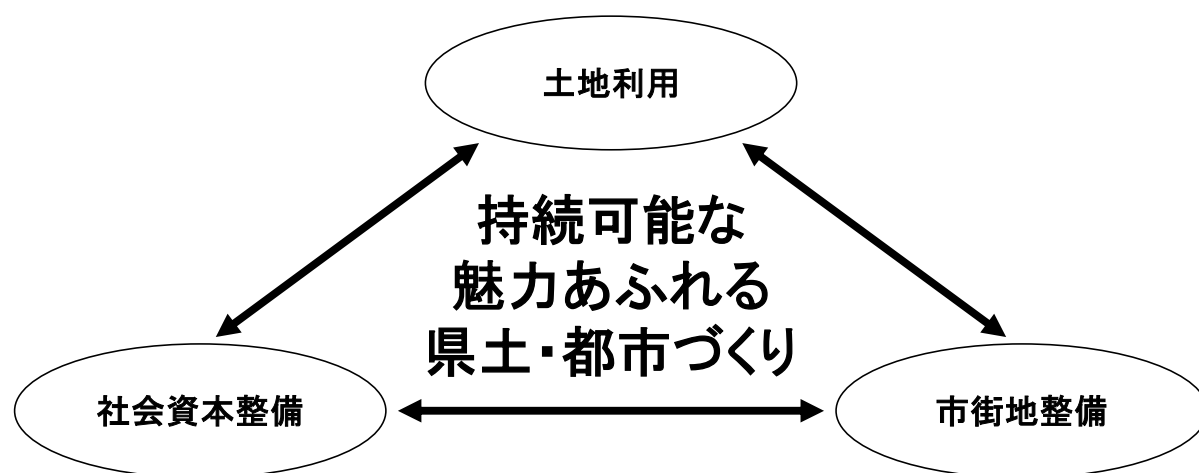 土地利用
持続可能な
魅力あふれる
県土・都市づくり
社会資本整備
市街地整備